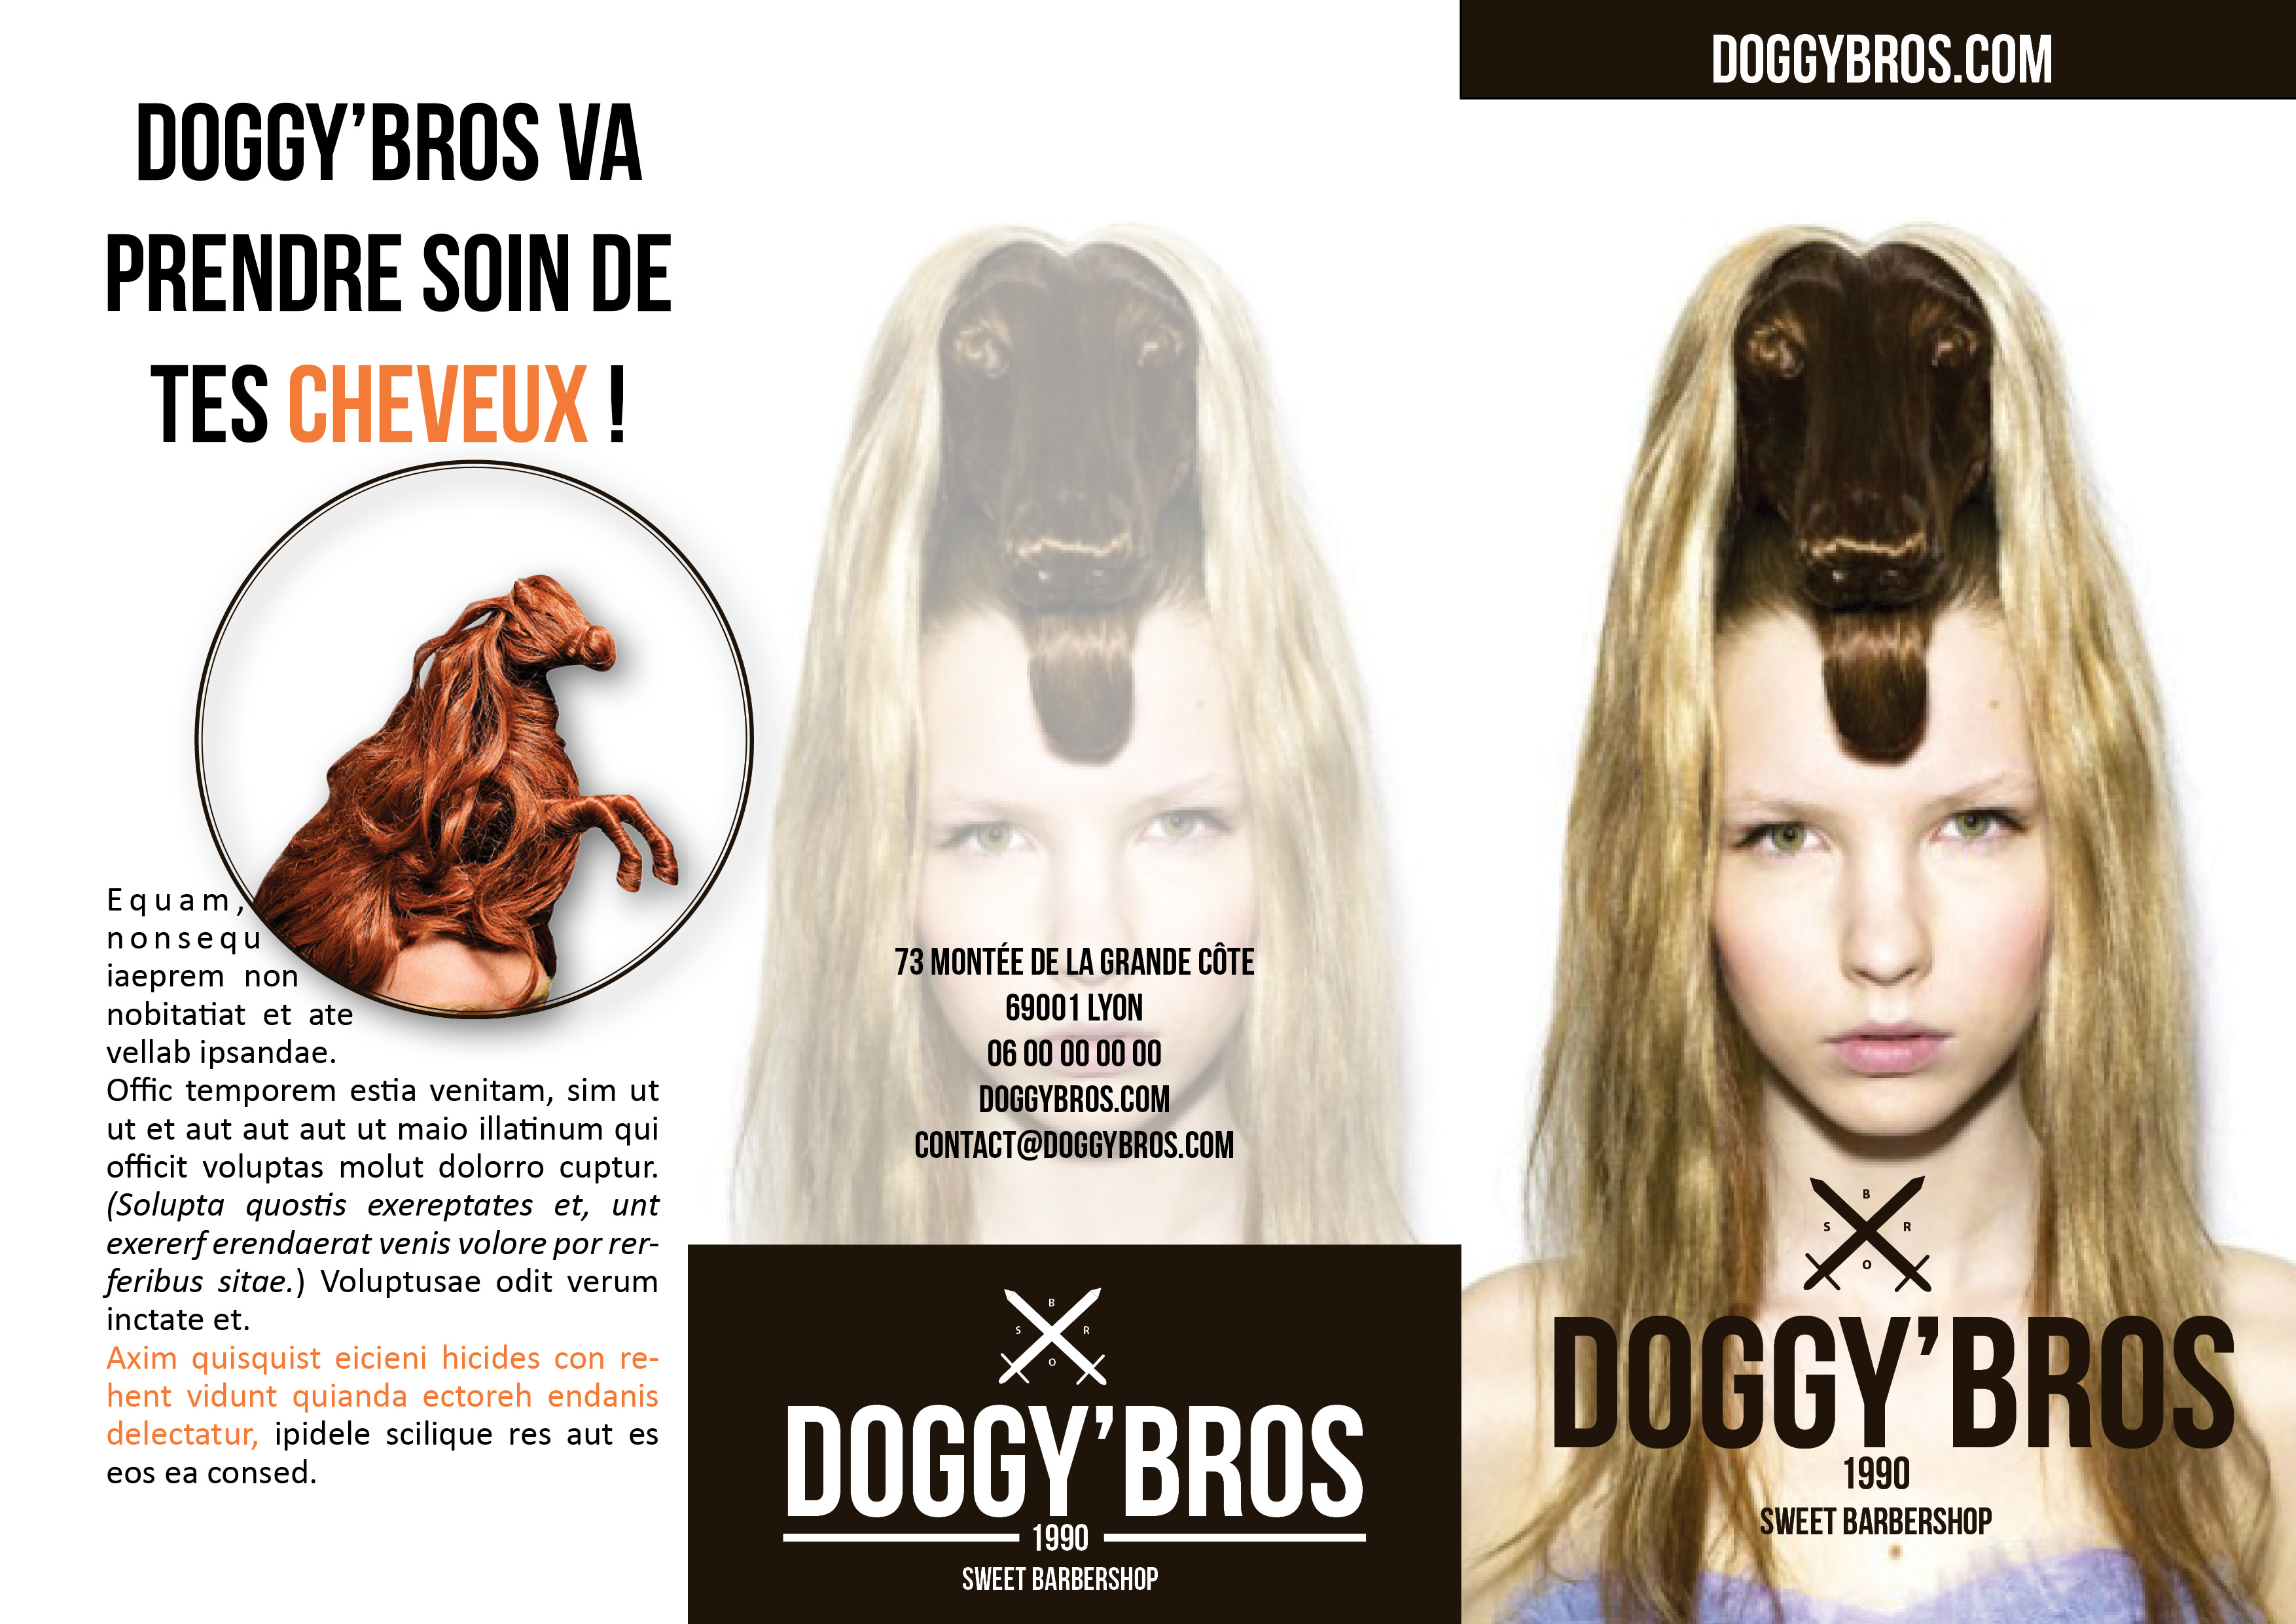 DOGGY’BROS VA
PRENDRE SOIN DE
TES CHEVEUX !
Equam,
nonsequ
iaeprem non
nobitatiat et ate
vellab ipsandae.
Offic temporem estia venitam, sim ut
ut et aut aut aut ut maio illatinum qui
officit voluptas molut dolorro cuptur.
(Solupta quostis exereptates et, unt
exererf erendaerat venis volore por rer-
feribus sitae.) Voluptusae odit verum
inctate et.
Axim quisquist eicieni hicides con re-
hent vidunt quianda ectoreh endanis
delectatur, ipidele scilique res aut es
eos ea consed.
73 MONTÉE DE LA GRANDE CÔTE
69001 LYON
06 00 00 00 00
DOGGYBROS.COM
CONTACT@DOGGYBROS.COM
B
S R
O
DOGGY’BROS
1990
SWEET BARBERSHOP
DOGGYBROS.COM
B
S R
O
DOGGY’BROS
1990
SWEET BARBERSHOP